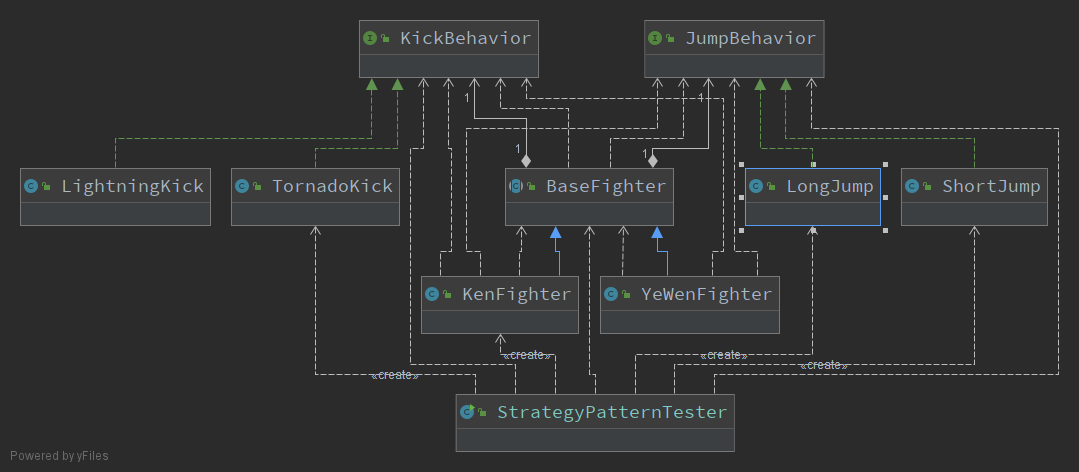 KickBehavior
JumpBehavior
1
1
1
1
LightningKick
TornadoKick
BaseFighter
LongJump
ShortJump
KenFighter
YeWenFighter
«create»
«create»
«create»
«create»
StrategyPatternTester
Powered by yFiles